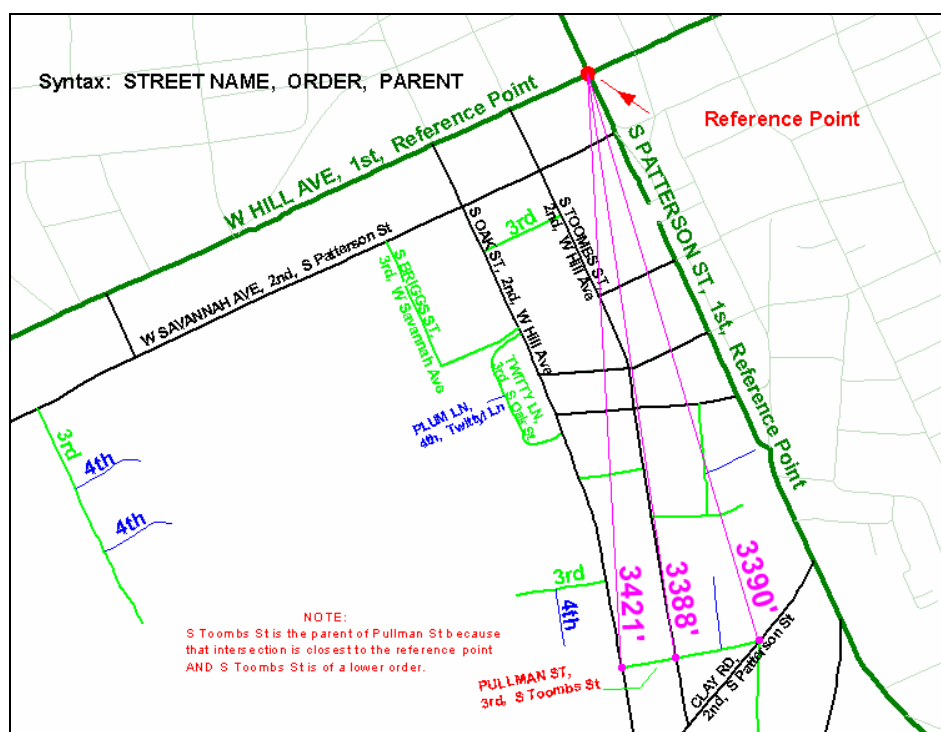 Syntax: STREET NAME, ORDER, PARENT
Reference Point
W HILL AVE, 1st, Reference Point
S PATTERSON ST, 1st, Reference Point
W SAVANNAH AVE, 2nd, S Patterson St
S BRIGGS ST,
3rd, W Savannah Ave
S OAK ST, 2nd, W Hill Ave
3rd
S TOOMBS ST,
2nd, W Hill Ave
TWITTY LN,
3rd, S Oak St
PLUM LN,
4th, Twittyl Ln
3rd
4th
4th
3rd
4th
3421'
3388'
3390'
NOTE:
S Toombs St is the parent of Pullman St because
that intersection is closest to the reference point
AND S Toombs St is of a lower order.
PULLMAN ST,
3rd, S Toombs St
CLAY RD,
2nd, S Patterson St